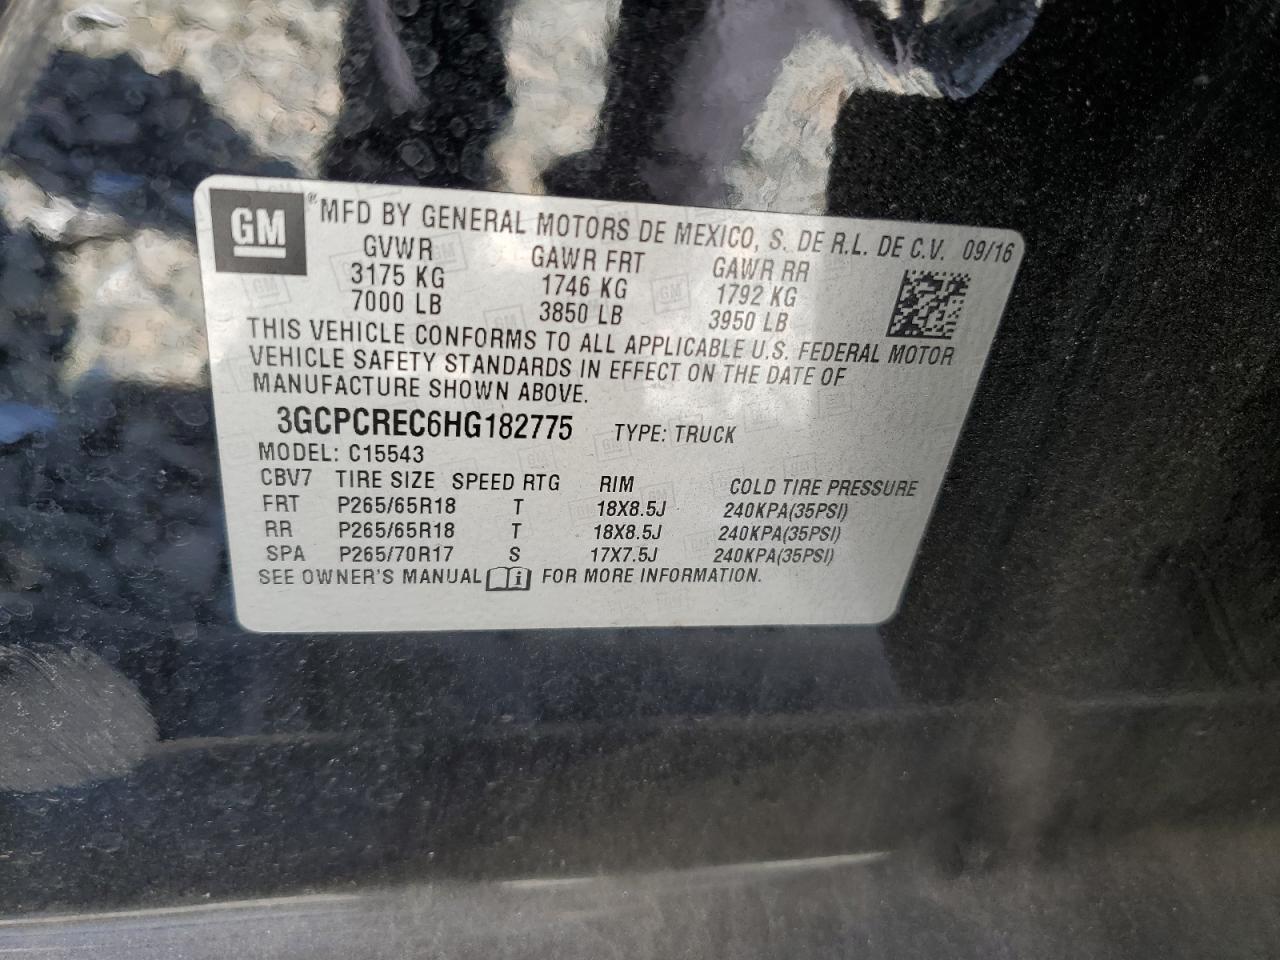 GM ® MFD BY GENERAL MOTORS DE MEXICO, S. DE R.L. DE C.V. 09/16
GVWR GAWR FRT GAWR RR
3175 KG 1746 KG 1792 KG
7000 LB 3850 LB 3950 LB
THIS VEHICLE CONFORMS TO ALL APPLICABLE U.S. FEDERAL MOTOR
VEHICLE SAFETY STANDARDS IN EFFECT ON THE DATE OF
MANUFACTURE SHOWN ABOVE.
3GCPCREC6HG182775 TYPE: TRUCK
MODEL: C15543
CBV7 TIRE SIZE SPEED RTG RIM COLD TIRE PRESSURE
FRT P265/65R18 T 18X8.5J 240KPA(35PSI)
RR P265/65R18 T 18X8.5J 240KPA(35PSI)
SPA P265/70R17 S 17X7.5J 240KPA(35PSI)
SEE OWNER'S MANUAL i FOR MORE INFORMATION.